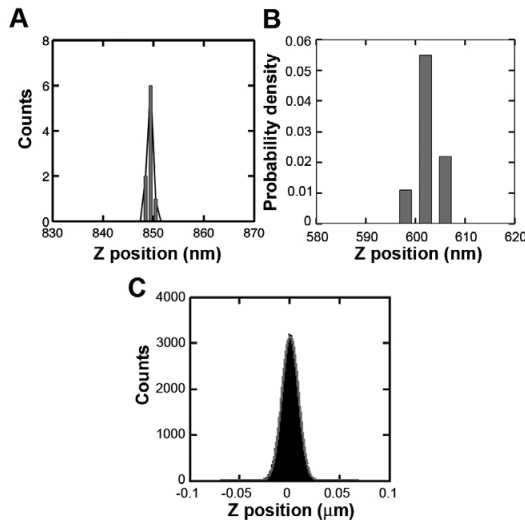 A
8
6
4
2
0
Counts
830 840 850 860 870
Z position (nm)
B
0.06
0.05
0.04
0.03
0.02
0.01
0
Probability density
580 590 600 610 620
Z position (nm)
C
4000
3000
2000
1000
0
Counts
-0.1 -0.05 0 0.05 0.1
Z position (μm)